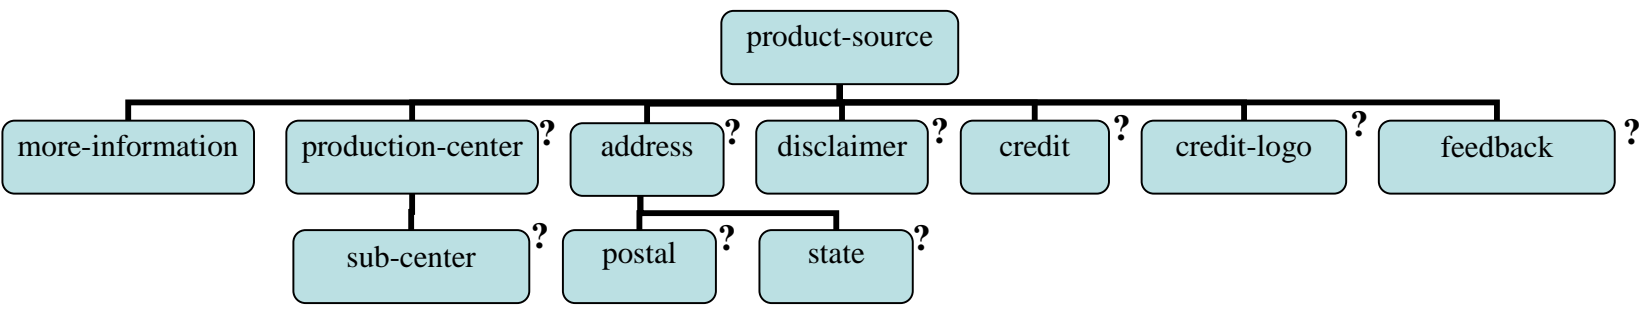 product-source
more-information
production-center ?
address ?
disclaimer ?
credit ?
credit-logo ?
feedback ?
sub-center ?
postal ?
state ?